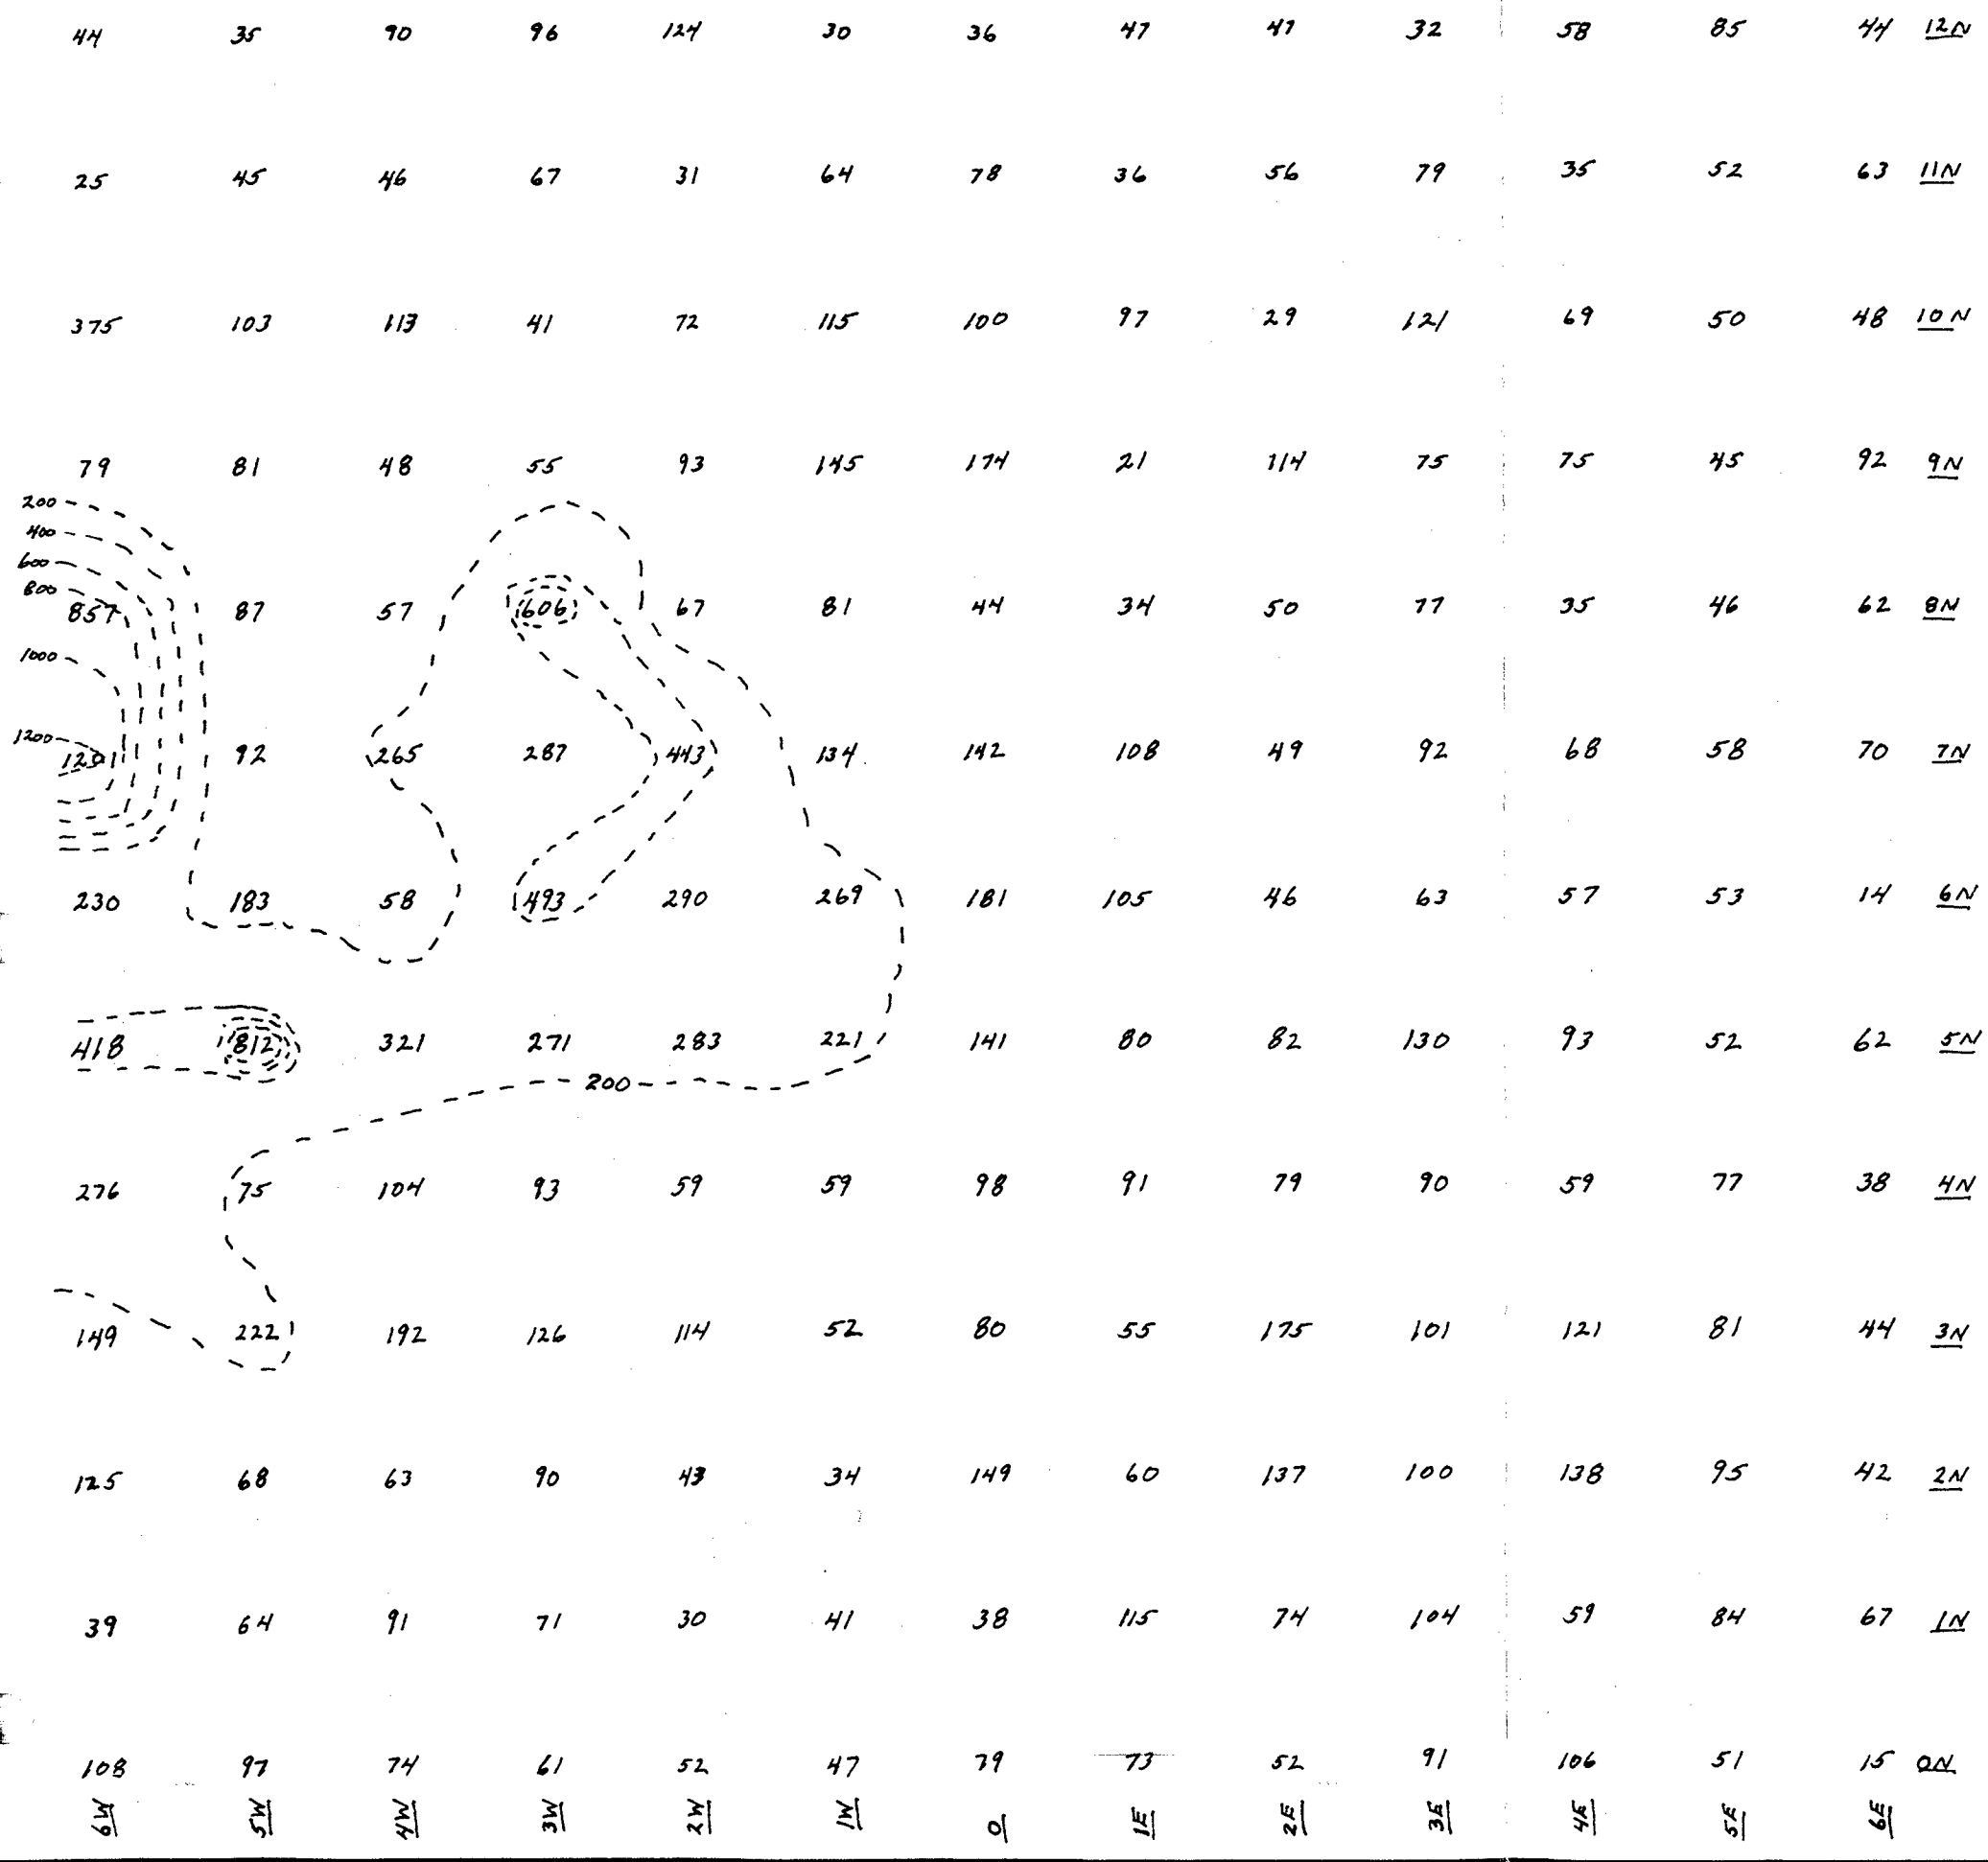 44 35 90 96 124 30 36 47 47 32 58 85 44 12N
25 45 46 67 31 64 78 36 56 79 35 52 63 11N
375 103 113 41 72 115 100 97 29 121 69 50 48 10N
79 81 48 55 93 145 174 21 114 75 75 45 92 9N
200
400
600
800
857 87 57 606 67 81 44 34 50 77 35 46 62 8N
1000
1200
1201 92 265 287 443 134 142 108 49 92 68 58 70 7N
230 183 58 493 290 269 181 105 46 63 57 53 14 6N
418 812 321 271 283 221 141 80 82 130 93 52 62 5N
200
276 75 104 93 59 59 98 91 79 90 59 77 38 4N
149 222 192 126 114 52 80 55 175 101 121 81 44 3N
125 68 63 90 43 34 149 60 137 100 138 95 42 2N
39 64 91 71 30 41 38 115 74 104 59 84 67 1N
108 97 74 61 52 47 79 73 52 91 106 51 15 0N
6W 5W 4W 3W 2W 1W 0 1E 2E 3E 4E 5E 6E